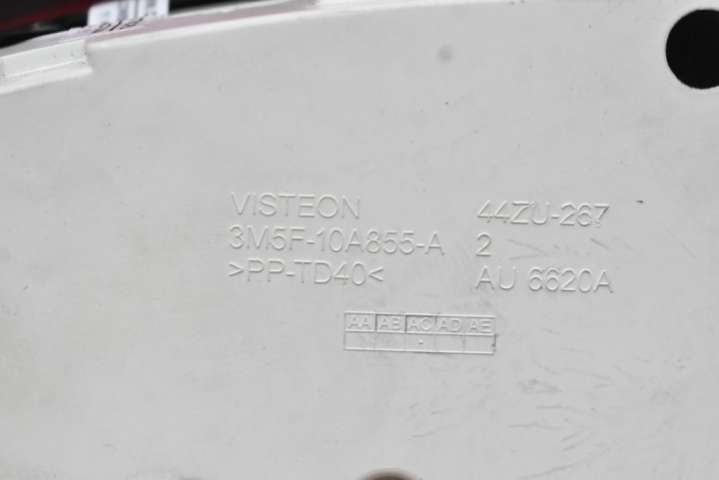 VISTEON 44ZU-267
3M5F-10A855-A 2
>PP-TD40< AU 6620A
AA AB AC AD AE